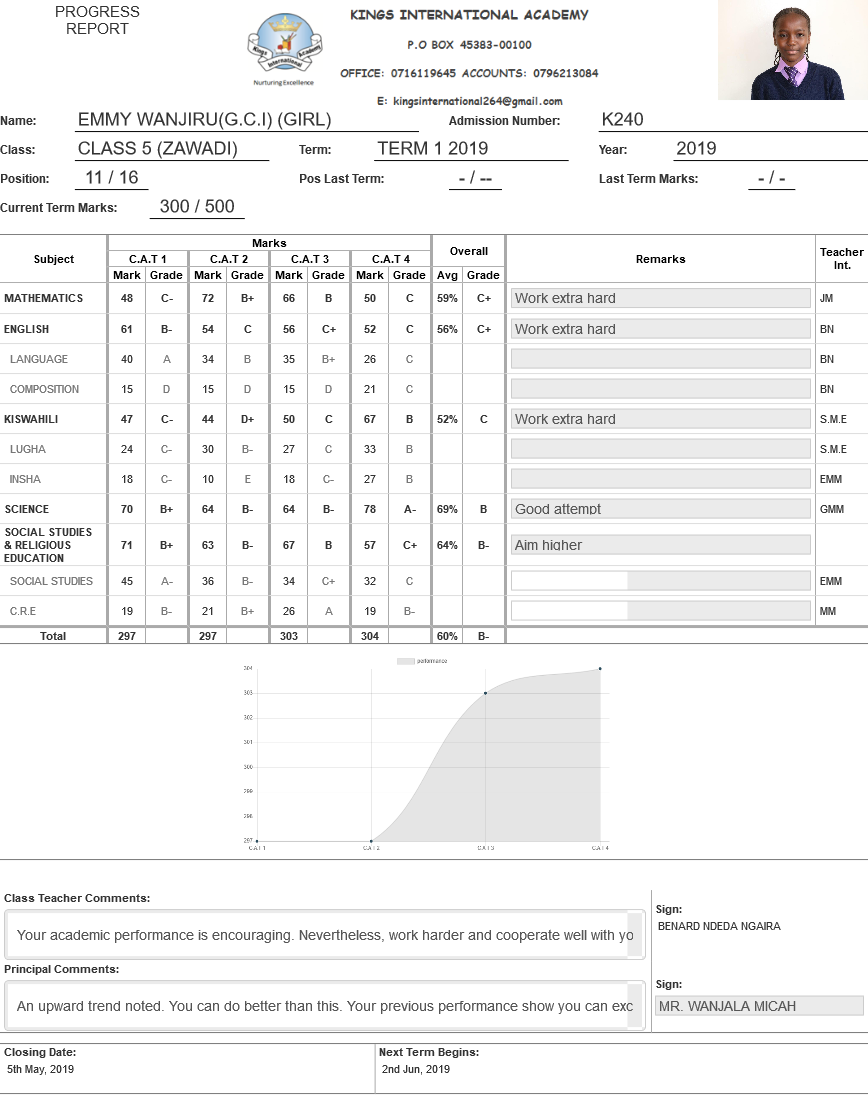 PROGRESS
REPORT
KINGS INTERNATIONAL ACADEMY
P.O BOX 45383-00100
OFFICE: 0716119645 ACCOUNTS: 0796213084
E: kingsinternational264@gmail.com
Kings International Academy
Nurturing Excellence
Name: EMMY WANJIRU(G.C.I) (GIRL) Admission Number: K240
Class: CLASS 5 (ZAWADI) Term: TERM 1 2019 Year: 2019
Position: 11 / 16 Pos Last Term: - / -- Last Term Marks: - / -
Current Term Marks: 300 / 500
Subject Marks Overall Remarks Teacher Int.
C.A.T 1 C.A.T 2 C.A.T 3 C.A.T 4
Mark Grade Mark Grade Mark Grade Mark Grade Avg Grade
MATHEMATICS 48 C- 72 B+ 66 B 50 C 59% C+ Work extra hard JM
ENGLISH 61 B- 54 C 56 C+ 52 C 56% C+ Work extra hard BN
LANGUAGE 40 A 34 B 35 B+ 26 C BN
COMPOSITION 15 D 15 D 15 D 21 C BN
KISWAHILI 47 C- 44 D+ 50 C 67 B 52% C Work extra hard S.M.E
LUGHA 24 C- 30 B- 27 C 33 B S.M.E
INSHA 18 C- 10 E 18 C- 27 B EMM
SCIENCE 70 B+ 64 B- 64 B- 78 A- 69% B Good attempt GMM
SOCIAL STUDIES
& RELIGIOUS
EDUCATION 71 B+ 63 B- 67 B 57 C+ 64% B- Aim higher
SOCIAL STUDIES 45 A- 36 B- 34 C+ 32 C EMM
C.R.E 19 B- 21 B+ 26 A 19 B- MM
Total 297 297 303 304 60% B-
performance
304
303
302
301
300
299
298
297
C.A.T 1 C.A.T 2 C.A.T 3 C.A.T 4
Class Teacher Comments:
Your academic performance is encouraging. Nevertheless, work harder and cooperate well with yo
Sign:
BENARD NDEDA NGAIRA
Principal Comments:
An upward trend noted. You can do better than this. Your previous performance show you can exc
Sign:
MR. WANJALA MICAH
Closing Date: Next Term Begins:
5th May, 2019 2nd Jun, 2019